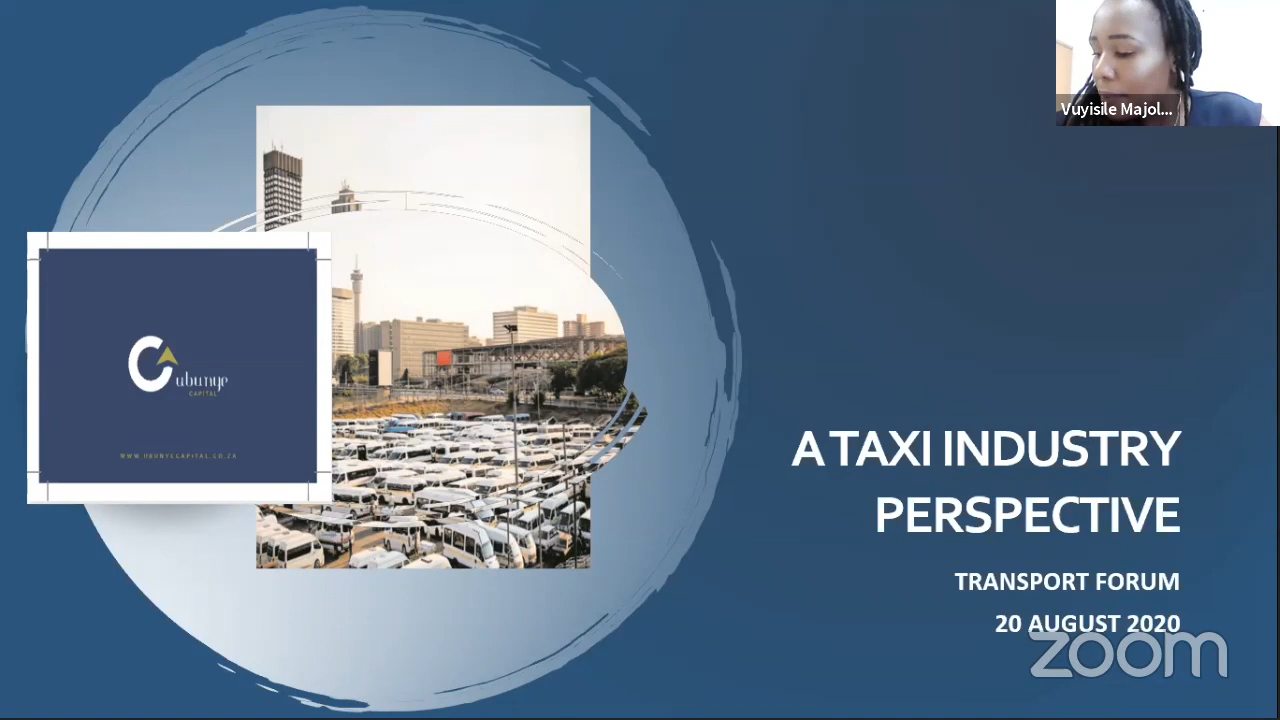 Vuyisile Majol...
ubunye
CAPITAL
WWW.UBUNYECAPITAL.CO.ZA
A TAXI INDUSTRY
PERSPECTIVE
TRANSPORT FORUM
20 AUGUST 2020
zoom